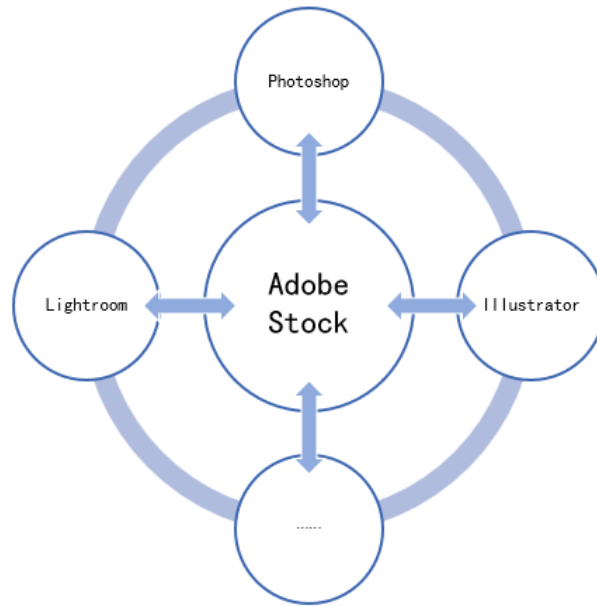 Photoshop
Lightroom
Adobe
Stock
Illustrator
……